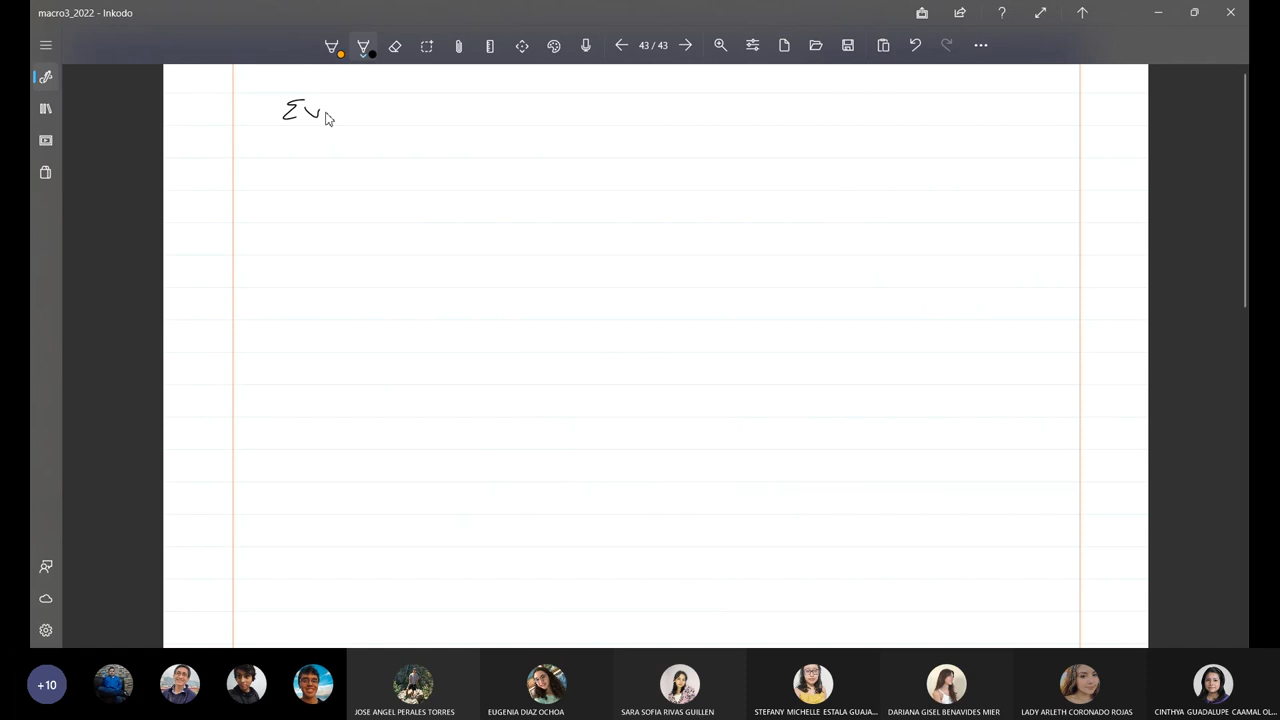 macro3_2022 - Inkodo
43 / 43
Ev
+10
JOSE ANGEL PERALES TORRES
EUGENIA DIAZ OCHOA
SARA SOFIA RIVAS GUILLEN
STEFANY MICHELLE ESTALA GUAJA...
DARIANA GISEL BENAVIDES MIER
LADY ARLETH CORONADO ROJAS
CINTHYA GUADALUPE CAAMAL OL...